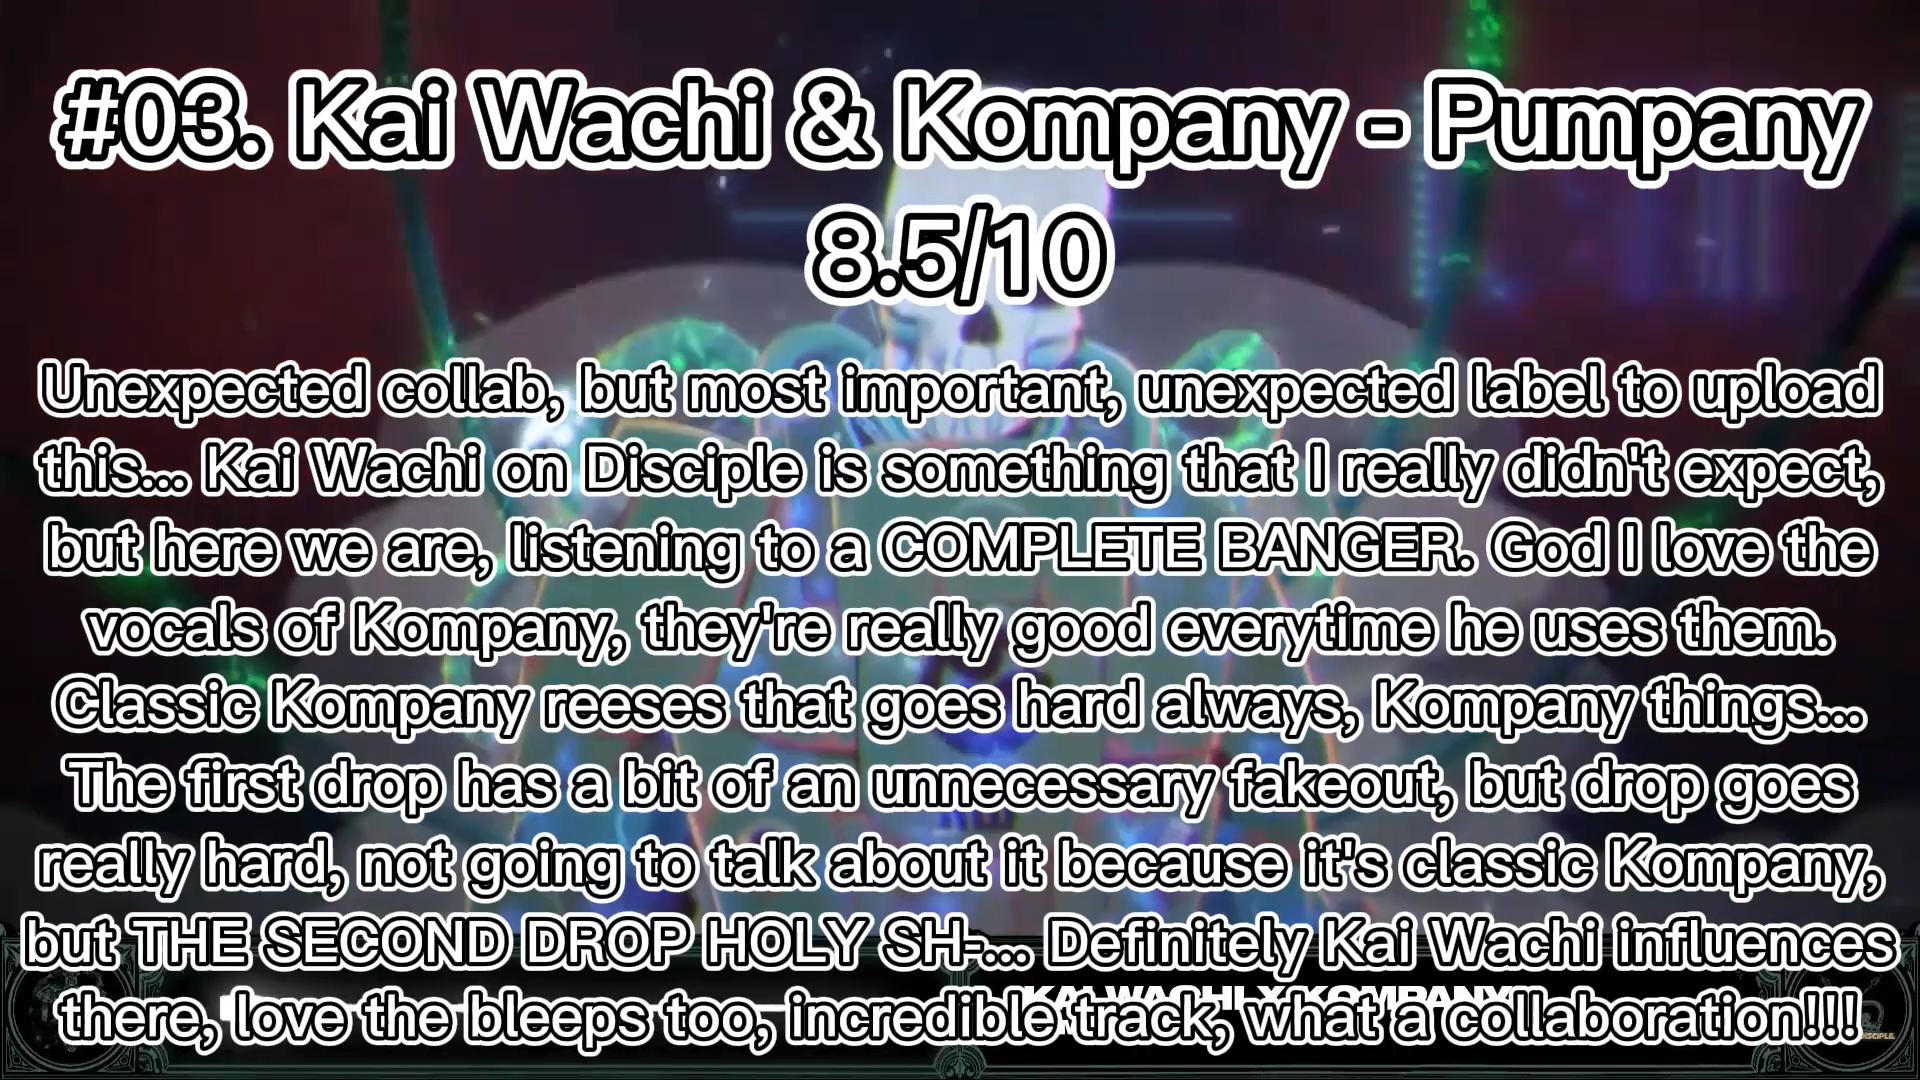 #03. Kai Wachi & Kompany - Pumpany
8.5/10
Unexpected collab, but most important, unexpected label to upload
this... Kai Wachi on Disciple is something that I really didn't expect,
but here we are, listening to a COMPLETE BANGER. God I love the
vocals of Kompany, they're really good everytime he uses them.
Classic Kompany reeses that goes hard always, Kompany things...
The first drop has a bit of an unnecessary fakeout, but drop goes
really hard, not going to talk about it because it's classic Kompany,
but THE SECOND DROP HOLY SH-... Definitely Kai Wachi influences
KAI WACHI X KOMPANY
there, love the bleeps too, incredible track, what a collaboration!!!
DISCIPLE